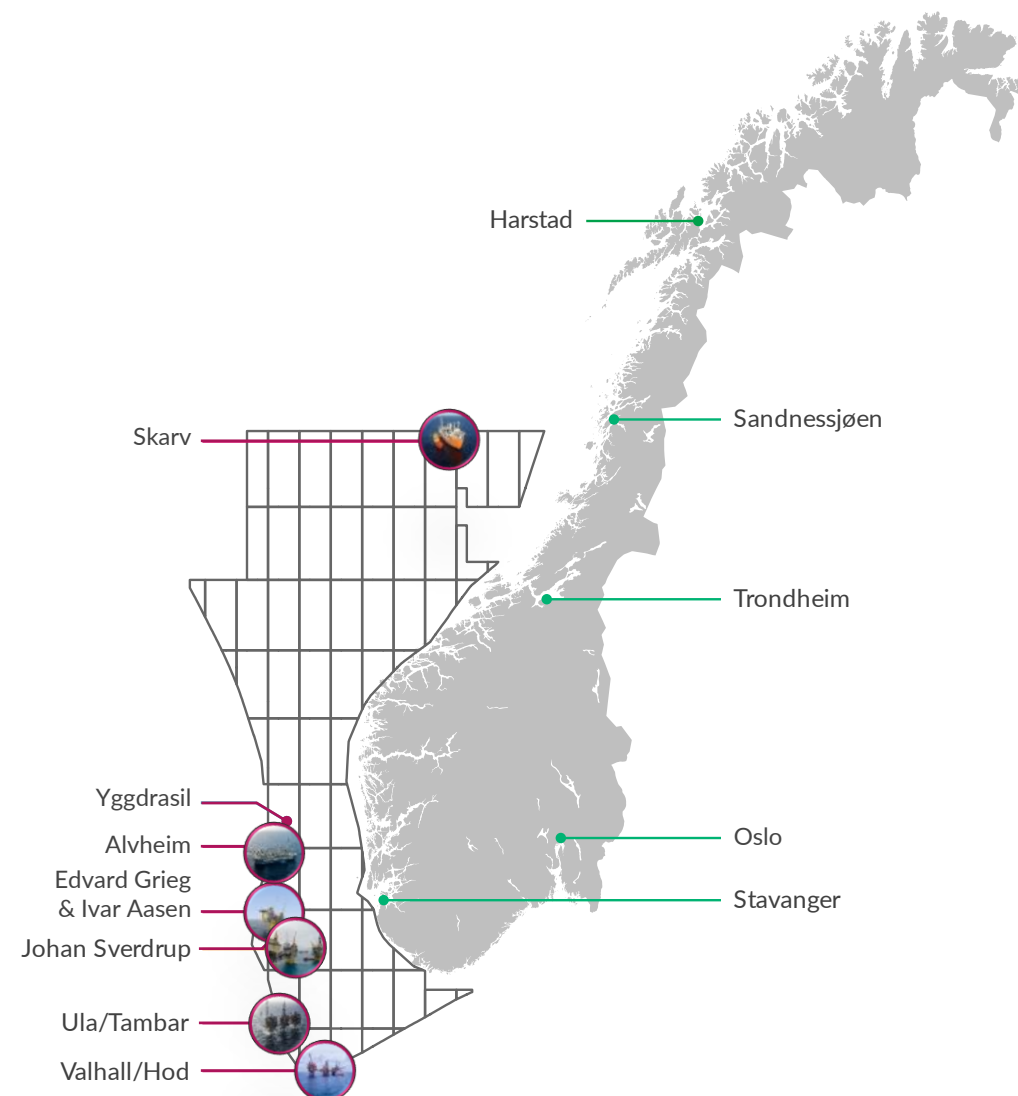 Harstad
Sandnessjøen
Skarv
Trondheim
Yggdrasil
Alvheim
Oslo
Edvard Grieg
& Ivar Aasen
Stavanger
Johan Sverdrup
Ula/Tambar
Valhall/Hod